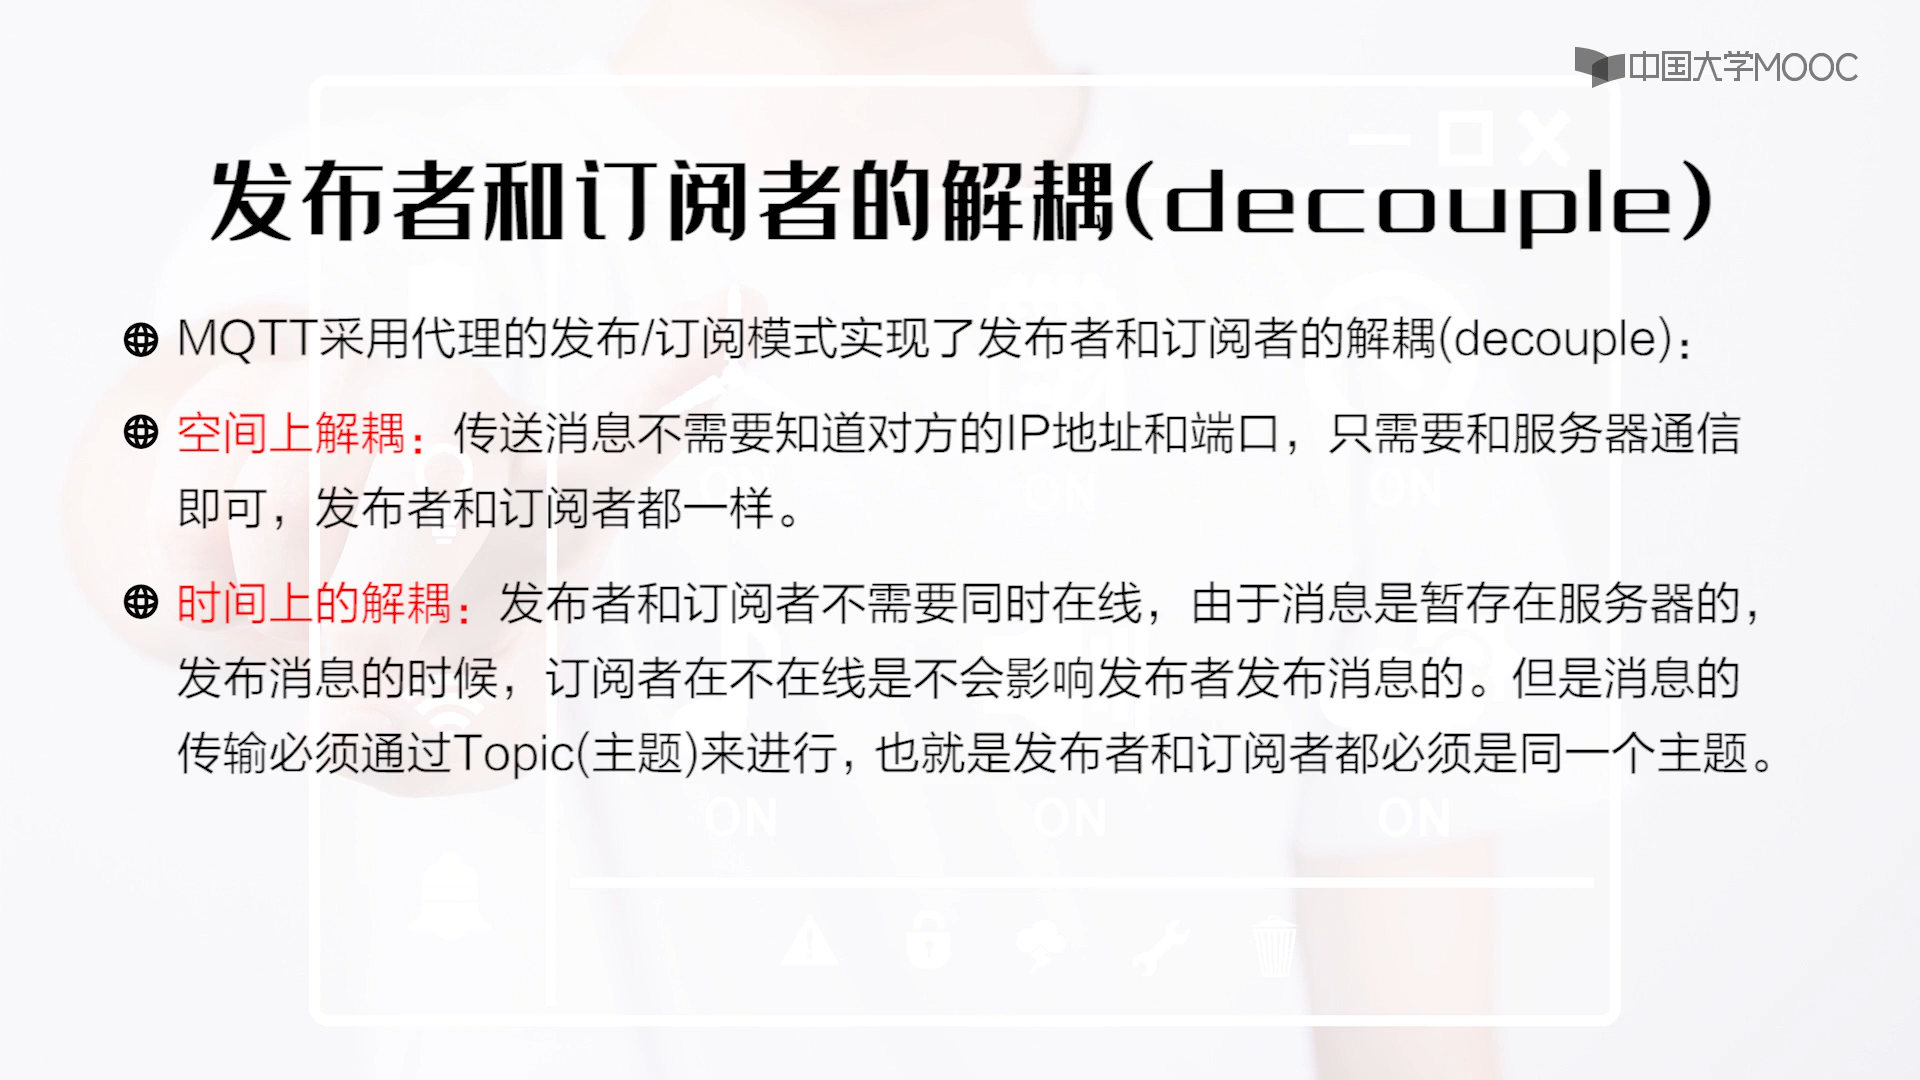 中国大学MOOC
发布者和订阅者的解耦(decouple)
MQTT采用代理的发布/订阅模式实现了发布者和订阅者的解耦(decouple)：
空间上解耦：传送消息不需要知道对方的IP地址和端口，只需要和服务器通信
即可，发布者和订阅者都一样。
时间上的解耦：发布者和订阅者不需要同时在线，由于消息是暂存在服务器的，
发布消息的时候，订阅者在不在线是不会影响发布者发布消息的。但是消息的
传输必须通过Topic(主题)来进行，也就是发布者和订阅者都必须是同一个主题。
ON ON ON
ON ON ON